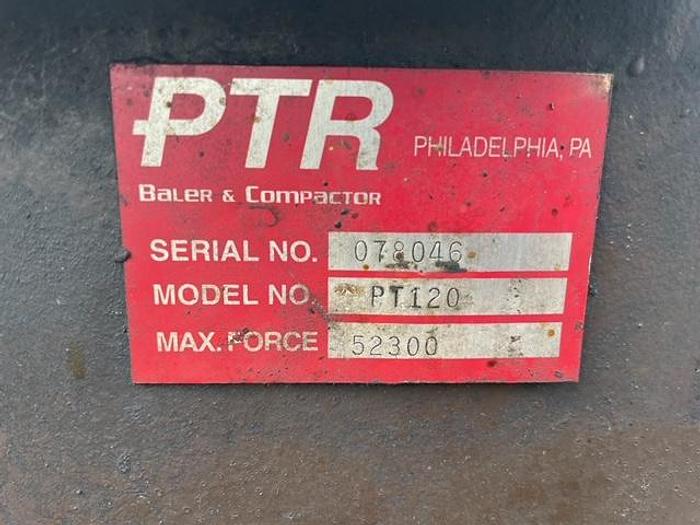 PTR
PHILADELPHIA, PA
BALER & COMPACTOR
SERIAL NO. 078046
MODEL NO. PT120
MAX. FORCE 52300